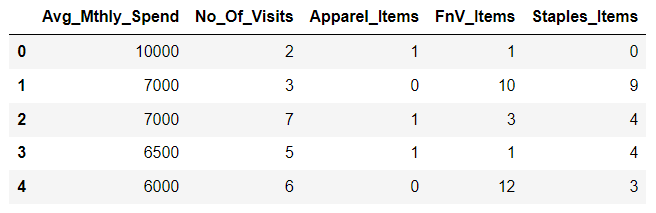 Avg_Mthly_Spend No_Of_Visits Apparel_Items FnV_Items Staples_Items
0 10000 2 1 1 0
1 7000 3 0 10 9
2 7000 7 1 3 4
3 6500 5 1 1 4
4 6000 6 0 12 3